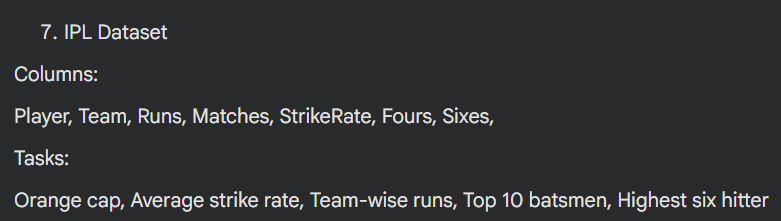 7. IPL Dataset
Columns:
Player, Team, Runs, Matches, StrikeRate, Fours, Sixes,
Tasks:
Orange cap, Average strike rate, Team-wise runs, Top 10 batsmen, Highest six hitter